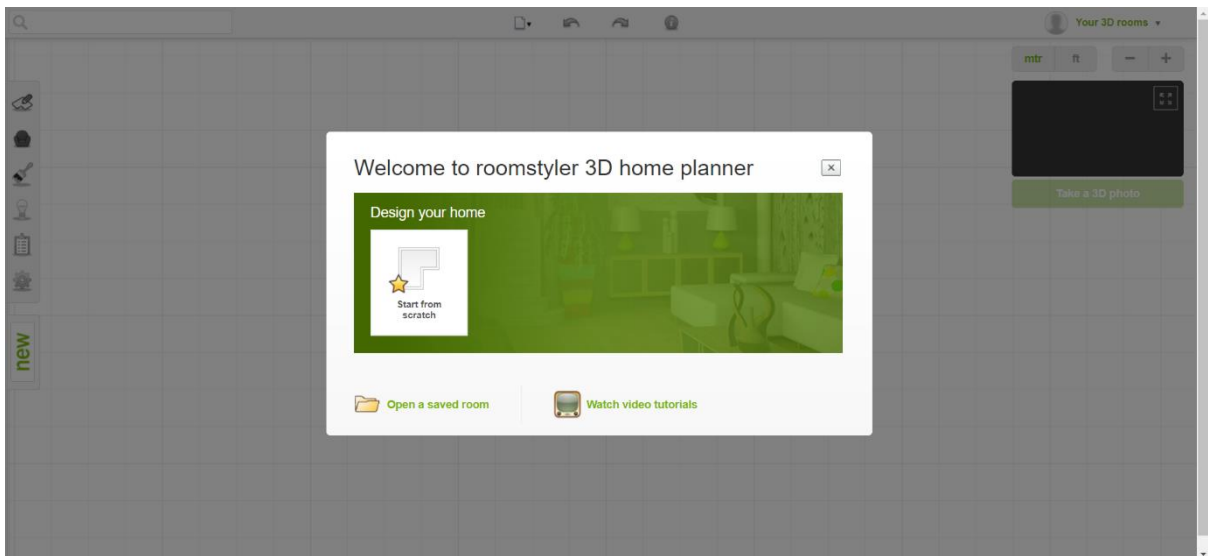 Your 3D rooms
mtr ft
Welcome to roomstyler 3D home planner
Take a 3D photo
Design your home
Start from
scratch
new
Open a saved room Watch video tutorials